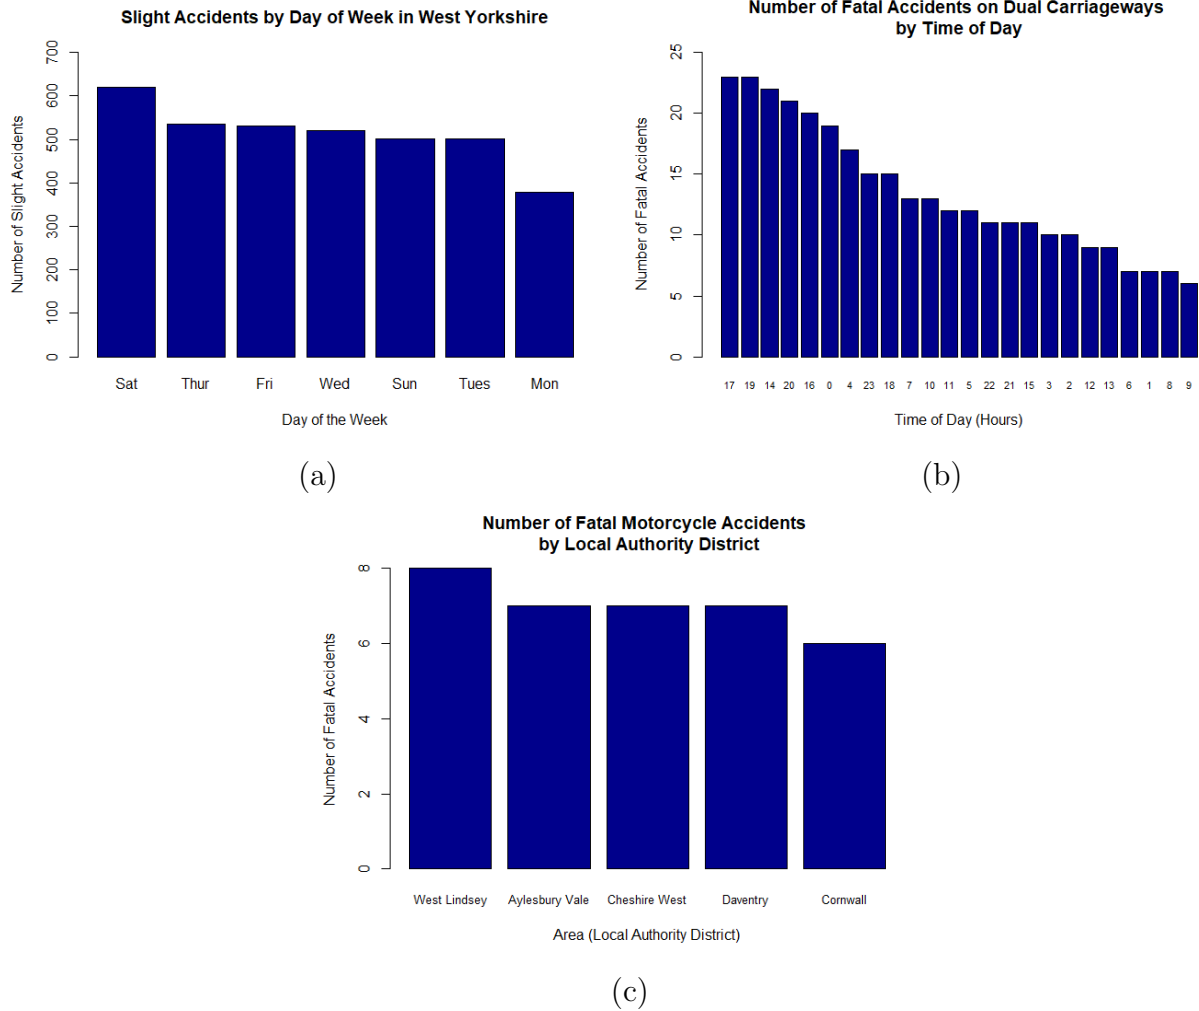 Slight Accidents by Day of Week in West Yorkshire
Number of Slight Accidents
700
600
500
400
300
200
100
0
Sat Thur Fri Wed Sun Tues Mon
Day of the Week
(a)
Number of Fatal Accidents on Dual Carriageways
by Time of Day
Number of Fatal Accidents
25
20
15
10
5
0
17 19 14 20 16 0 4 23 18 7 10 11 5 22 21 15 3 2 12 13 6 1 8 9
Time of Day (Hours)
(b)
Number of Fatal Motorcycle Accidents
by Local Authority District
Number of Fatal Accidents
8
6
4
2
0
West Lindsey Aylesbury Vale Cheshire West Daventry Cornwall
Area (Local Authority District)
(c)